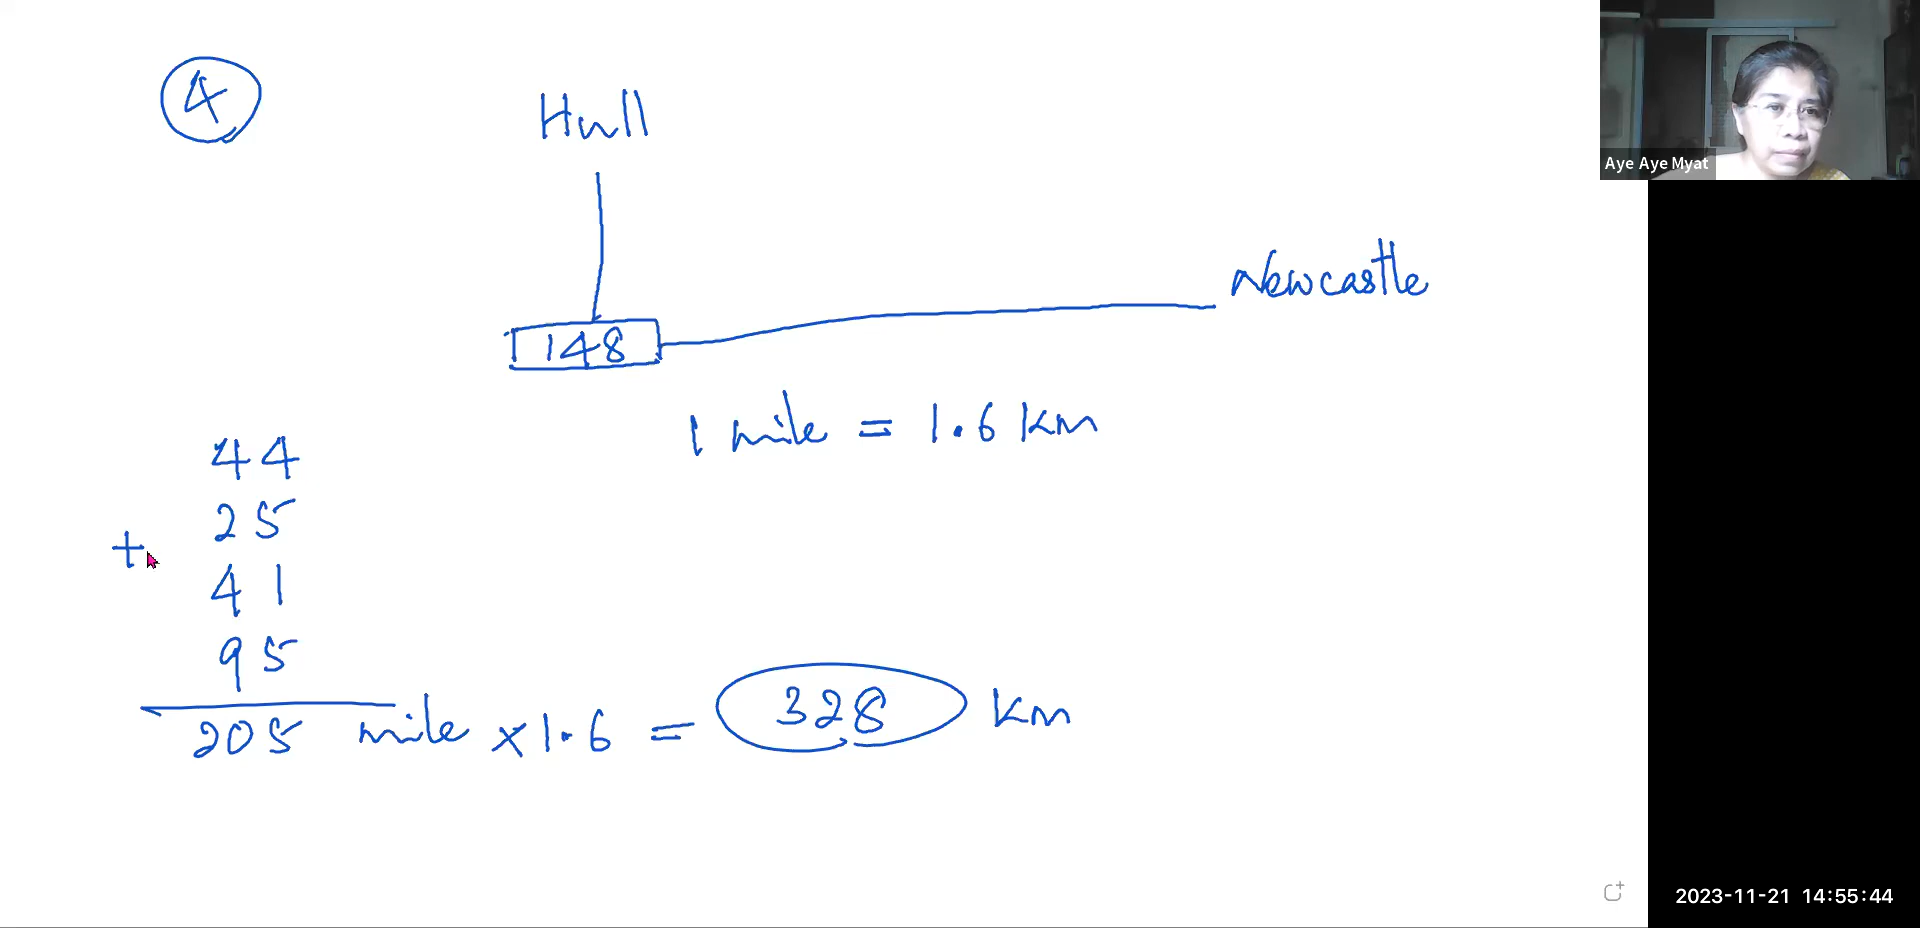 4
Hull
Newcastle
148
1 mile = 1.6 km
44
25
+
41
95
205 mile × 1.6 = 328 km
Aye Aye Myat
2023-11-21 14:55:44